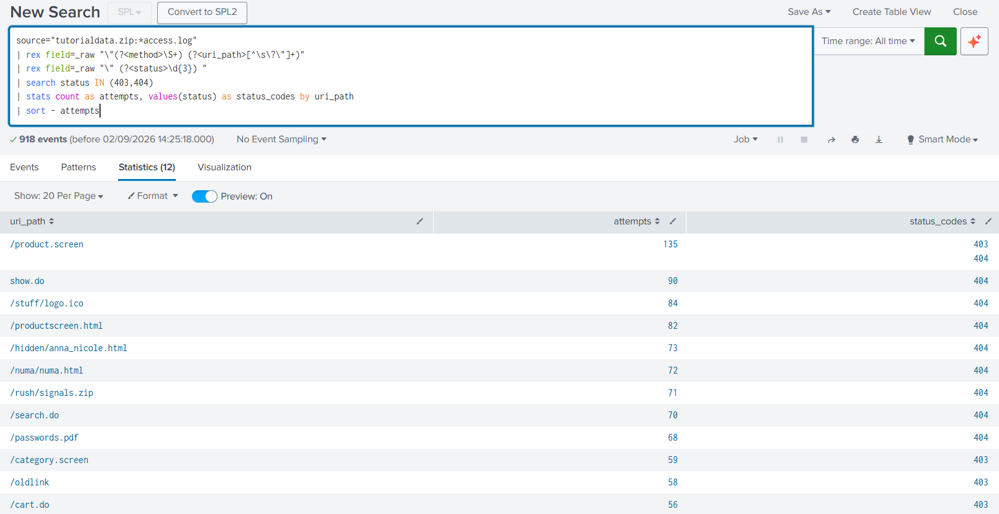 New Search SPL Convert to SPL2 Save As Create Table View Close
source="tutorialdata.zip:*access.log"
| rex field=_raw "\"(?<method>\S+) (?<uri_path>[^\s\?\"]+)"
| rex field=_raw "\" (?<status>\d{3}) "
| search status IN (403,404)
| stats count as attempts, values(status) as status_codes by uri_path
| sort - attempts
Time range: All time
918 events (before 02/09/2026 14:25:18.000) No Event Sampling Job Smart Mode
Events Patterns Statistics (12) Visualization
Show: 20 Per Page Format Preview: On
uri_path attempts status_codes
/product.screen 135 403
404
show.do 90 404
/stuff/logo.ico 84 404
/productscreen.html 82 404
/hidden/anna_nicole.html 73 404
/numa/numa.html 72 404
/rush/signals.zip 71 404
/search.do 70 404
/passwords.pdf 68 404
/category.screen 59 403
/oldlink 58 403
/cart.do 56 403